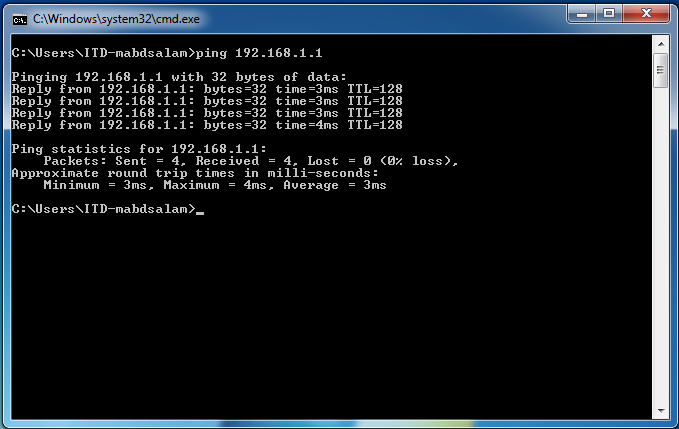 C:\Windows\system32\cmd.exe
C:\Users\ITD-mabdsalam>ping 192.168.1.1
Pinging 192.168.1.1 with 32 bytes of data:
Reply from 192.168.1.1: bytes=32 time=3ms TTL=128
Reply from 192.168.1.1: bytes=32 time=3ms TTL=128
Reply from 192.168.1.1: bytes=32 time=3ms TTL=128
Reply from 192.168.1.1: bytes=32 time=4ms TTL=128
Ping statistics for 192.168.1.1:
    Packets: Sent = 4, Received = 4, Lost = 0 (0% loss),
Approximate round trip times in milli-seconds:
    Minimum = 3ms, Maximum = 4ms, Average = 3ms
C:\Users\ITD-mabdsalam>_